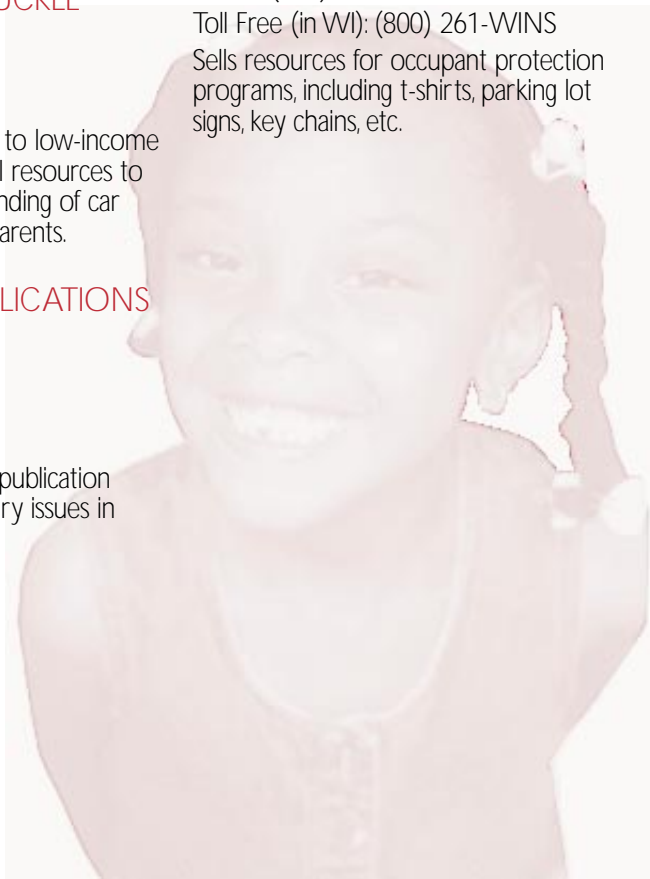 to low-income
resources to
nding of car
arents.
LICATIONS
publication
ry issues in
Toll Free (in WI): (800) 261-WINS
Sells resources for occupant protection
programs, including t-shirts, parking lot
signs, key chains, etc.